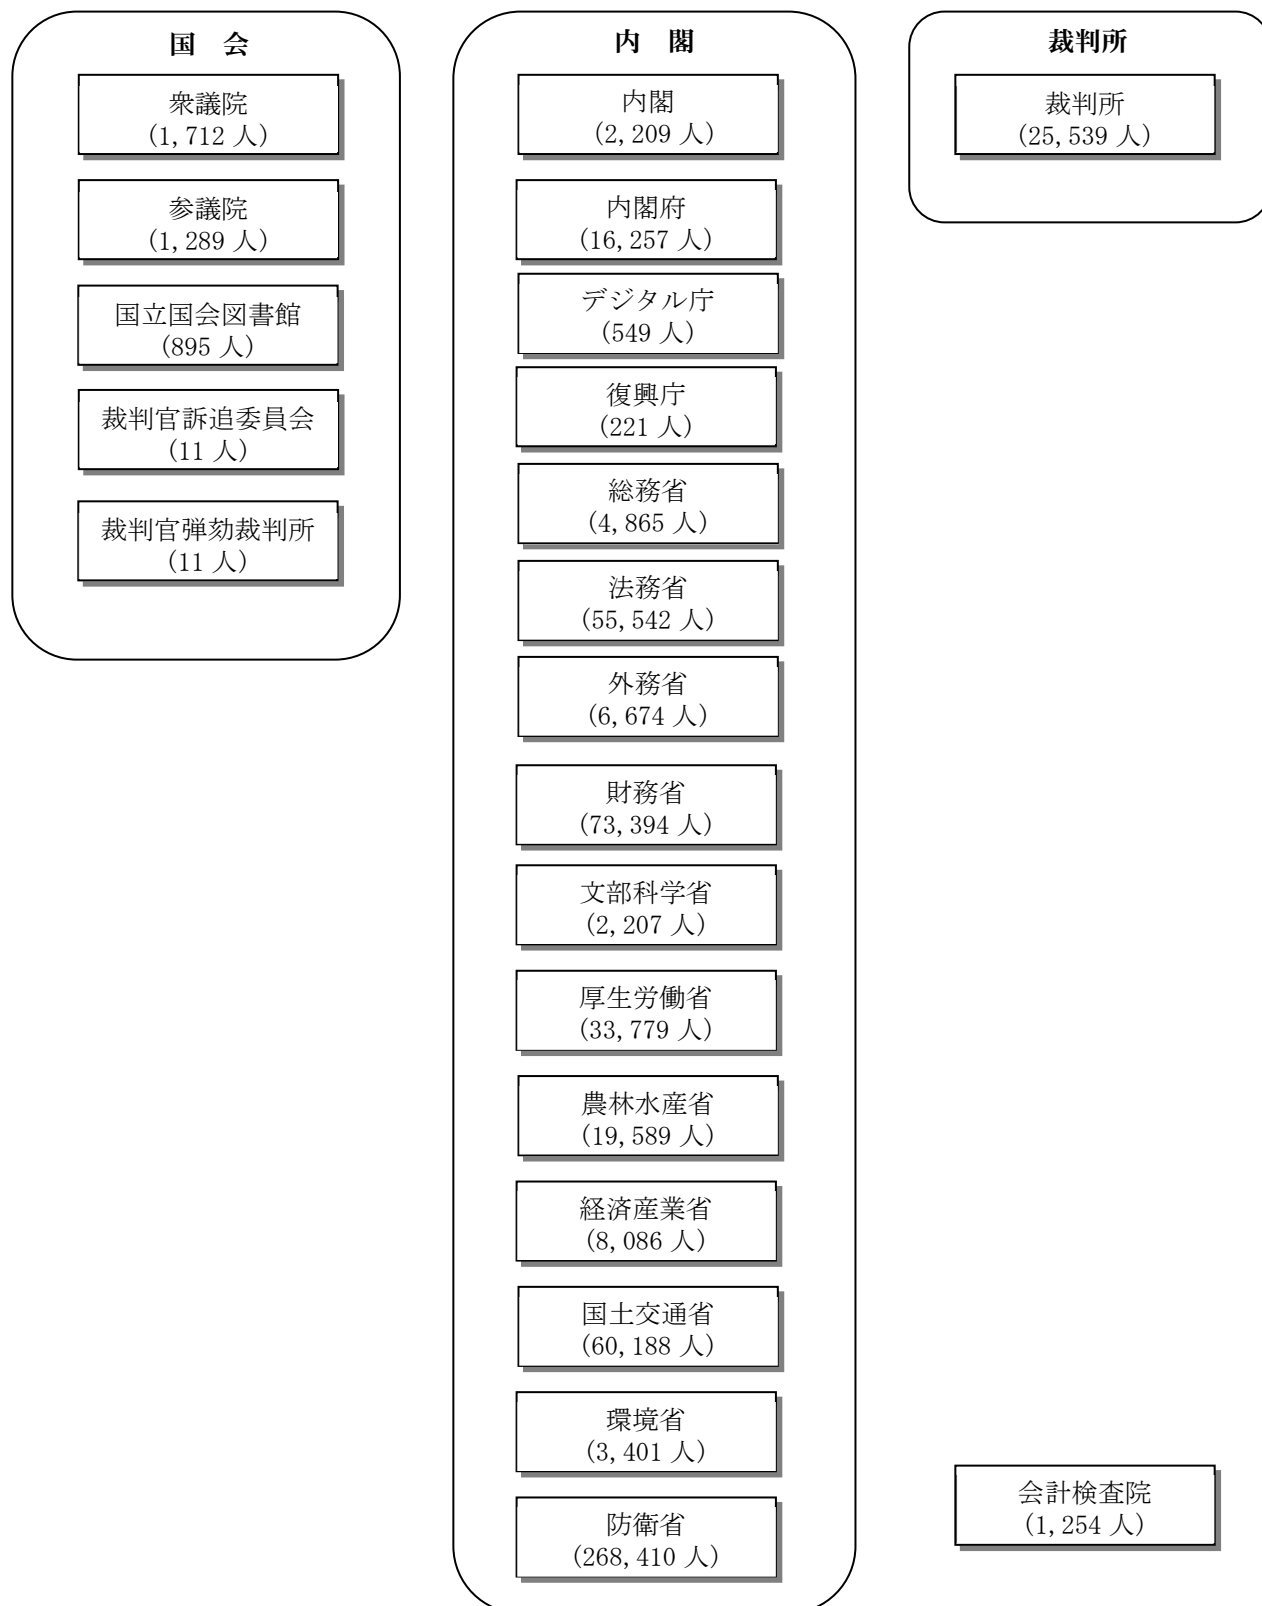 国　会
衆議院
(1,712 人)
参議院
(1,289 人)
国立国会図書館
(895 人)
裁判官訴追委員会
(11 人)
裁判官弾劾裁判所
(11 人)
内　閣
内閣
(2,209 人)
内閣府
(16,257 人)
デジタル庁
(549 人)
復興庁
(221 人)
総務省
(4,865 人)
法務省
(55,542 人)
外務省
(6,674 人)
財務省
(73,394 人)
文部科学省
(2,207 人)
厚生労働省
(33,779 人)
農林水産省
(19,589 人)
経済産業省
(8,086 人)
国土交通省
(60,188 人)
環境省
(3,401 人)
防衛省
(268,410 人)
裁判所
裁判所
(25,539 人)
会計検査院
(1,254 人)